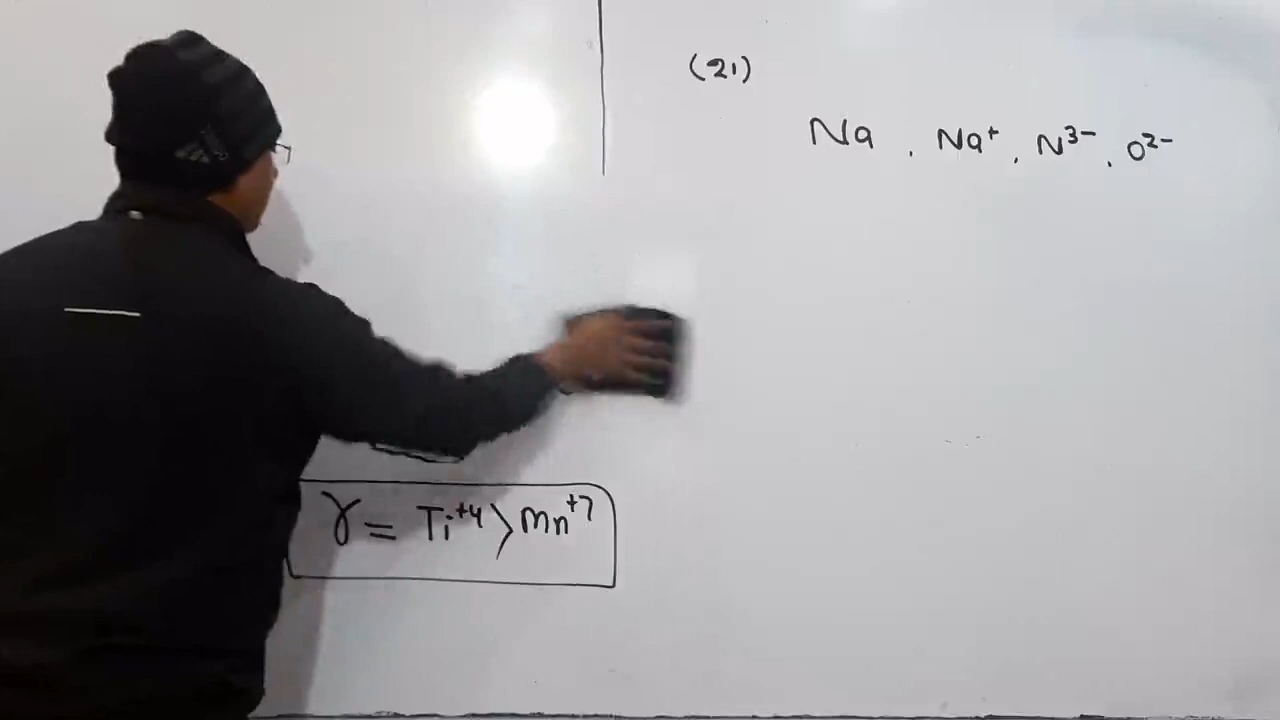 (21)
Na , Na⁺ , N³⁻ , O²⁻
r = Ti⁺⁴ > Mn⁺⁷